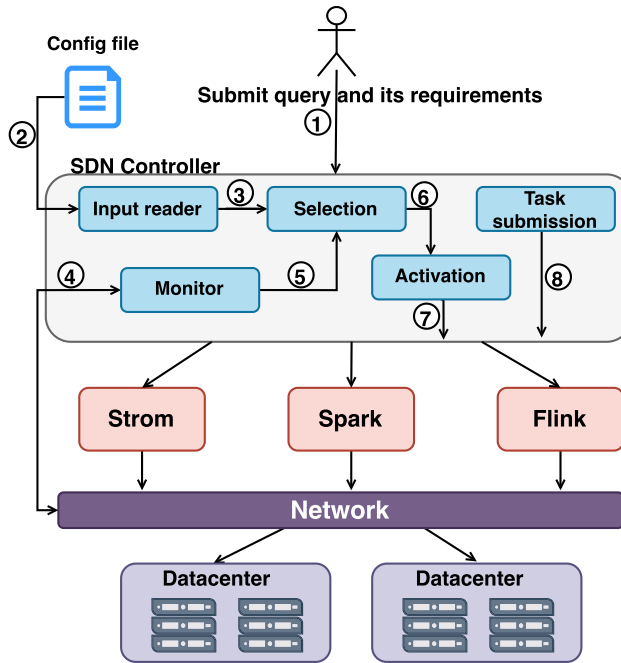 Config file
Submit query and its requirements
1
2
SDN Controller
Input reader
3
Selection
6
Task
submission
4
Monitor
5
Activation
7
8
Strom
Spark
Flink
Network
Datacenter
Datacenter